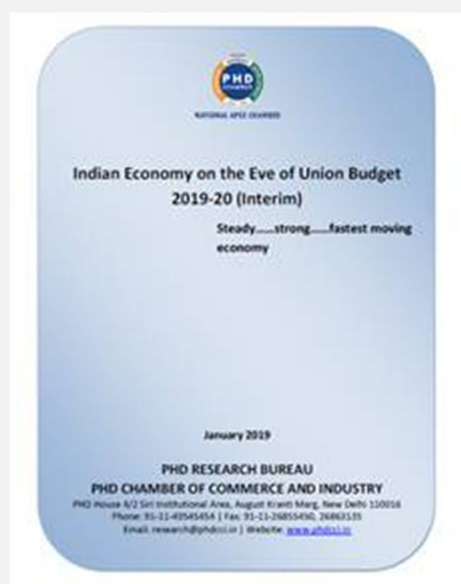 PHD
CHAMBER
NATIONAL APEX CHAMBER
Indian Economy on the Eve of Union Budget
2019-20 (Interim)
Steady......strong......fastest moving
economy
January 2019
PHD RESEARCH BUREAU
PHD CHAMBER OF COMMERCE AND INDUSTRY
PHD House 4/2 Siri Institutional Area, August Kranti Marg, New Delhi 110016
Phone: 91-11-49545454 | Fax: 91-11-26855450, 26863135
Email: research@phdcci.in | Website: www.phdcci.in